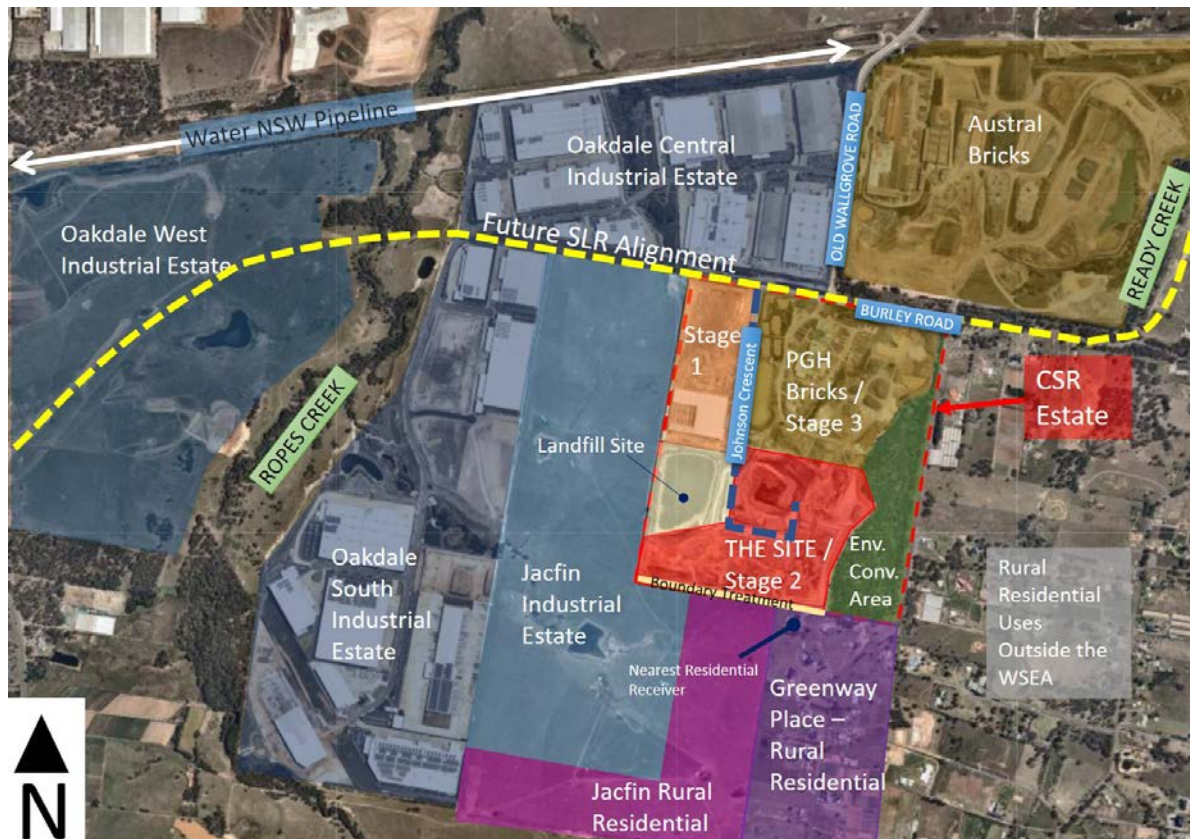 Water NSW Pipeline
Oakdale Central
Industrial Estate
OLD WALLGROVE ROAD
Austral
Bricks
READY CREEK
Oakdale West
Industrial Estate
Future SLR Alignment
BURLEY ROAD
Stage
1
Johnson Crescent
PGH
Bricks /
Stage 3
CSR
Estate
ROPES CREEK
Landfill Site
THE SITE /
Stage 2
Env.
Conv.
Area
Boundary Treatment
Oakdale
South
Industrial
Estate
Jacfin
Industrial
Estate
Rural
Residential
Uses
Outside the
WSEA
Nearest Residential
Receiver
Greenway
Place –
Rural
Residential
Jacfin Rural
Residential
N